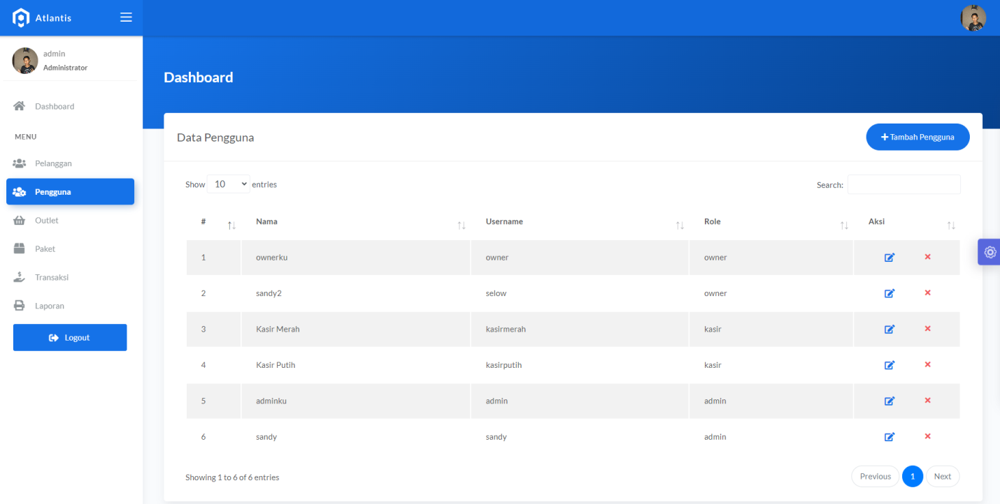 Atlantis
admin
Administrator
Dashboard
MENU
Pelanggan
Pengguna
Outlet
Paket
Transaksi
Laporan
Logout
Dashboard
Data Pengguna
Tambah Pengguna
Show 10 entries
Search:
# Nama Username Role Aksi
1 ownerku owner owner
2 sandy2 selow owner
3 Kasir Merah kasirmerah kasir
4 Kasir Putih kasirputih kasir
5 adminku admin admin
6 sandy sandy admin
Showing 1 to 6 of 6 entries
Previous 1 Next